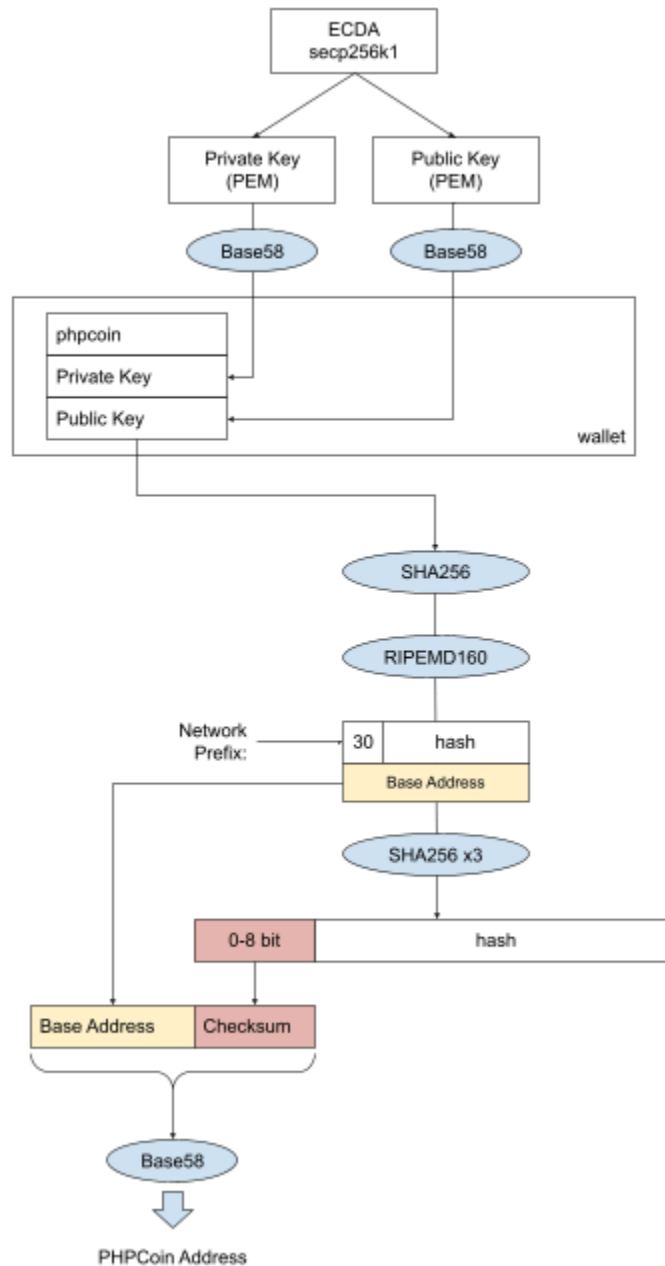 ECDA
secp256k1
Private Key
(PEM)
Public Key
(PEM)
Base58
Base58
phpcoin
Private Key
Public Key
wallet
SHA256
RIPEMD160
Network
Prefix:
30
hash
Base Address
SHA256 x3
0-8 bit
hash
Base Address
Checksum
Base58
PHPCoin Address